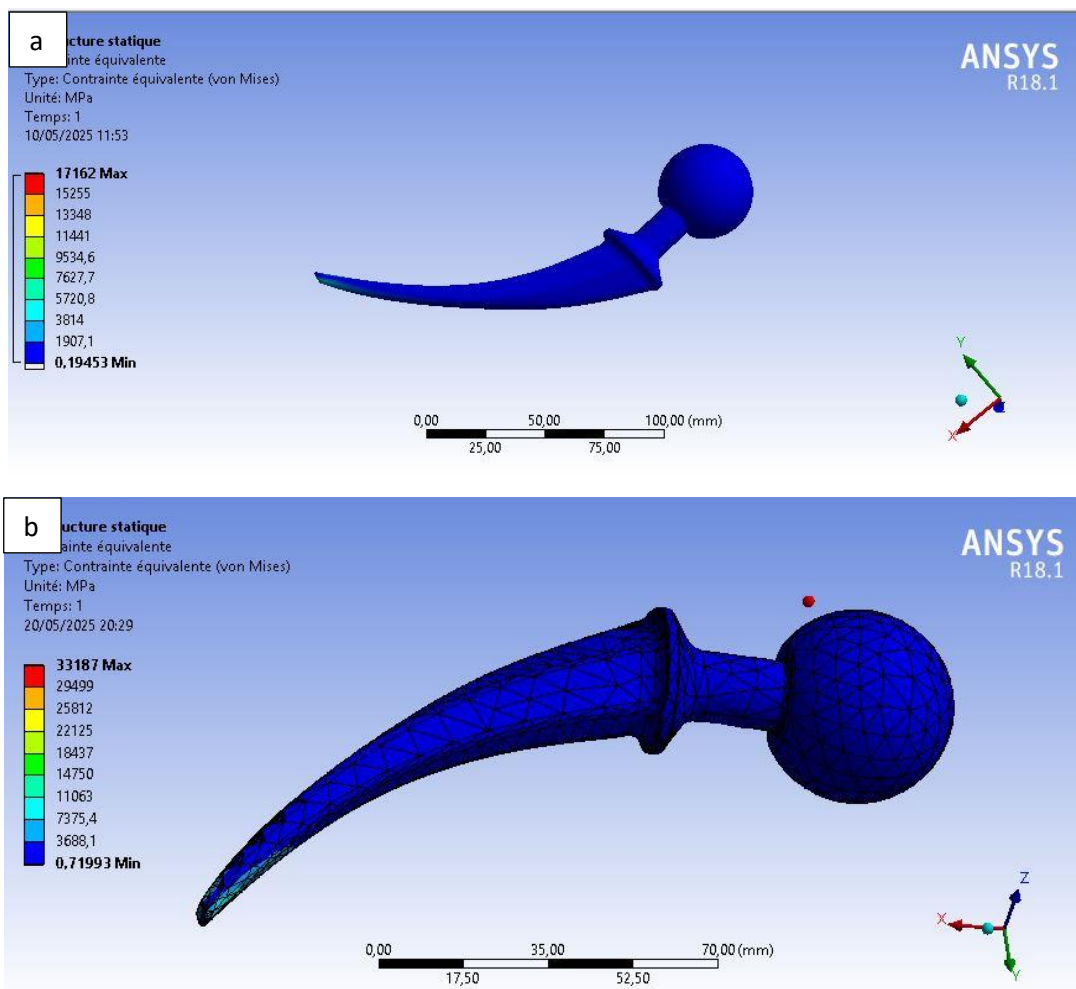 a
ucture statique
inte équivalente
Type: Contrainte équivalente (von Mises)
Unité: MPa
Temps: 1
10/05/2025 11:53
ANSYS
R18.1
17162 Max
15255
13348
11441
9534,6
7627,7
5720,8
3814
1907,1
0,19453 Min
0,00 50,00 100,00 (mm)
25,00 75,00
Y
X
b
ucture statique
ainte équivalente
Type: Contrainte équivalente (von Mises)
Unité: MPa
Temps: 1
20/05/2025 20:29
ANSYS
R18.1
33187 Max
29499
25812
22125
18437
14750
11063
7375,4
3688,1
0,71993 Min
0,00 35,00 70,00 (mm)
17,50 52,50
Z
X
Y